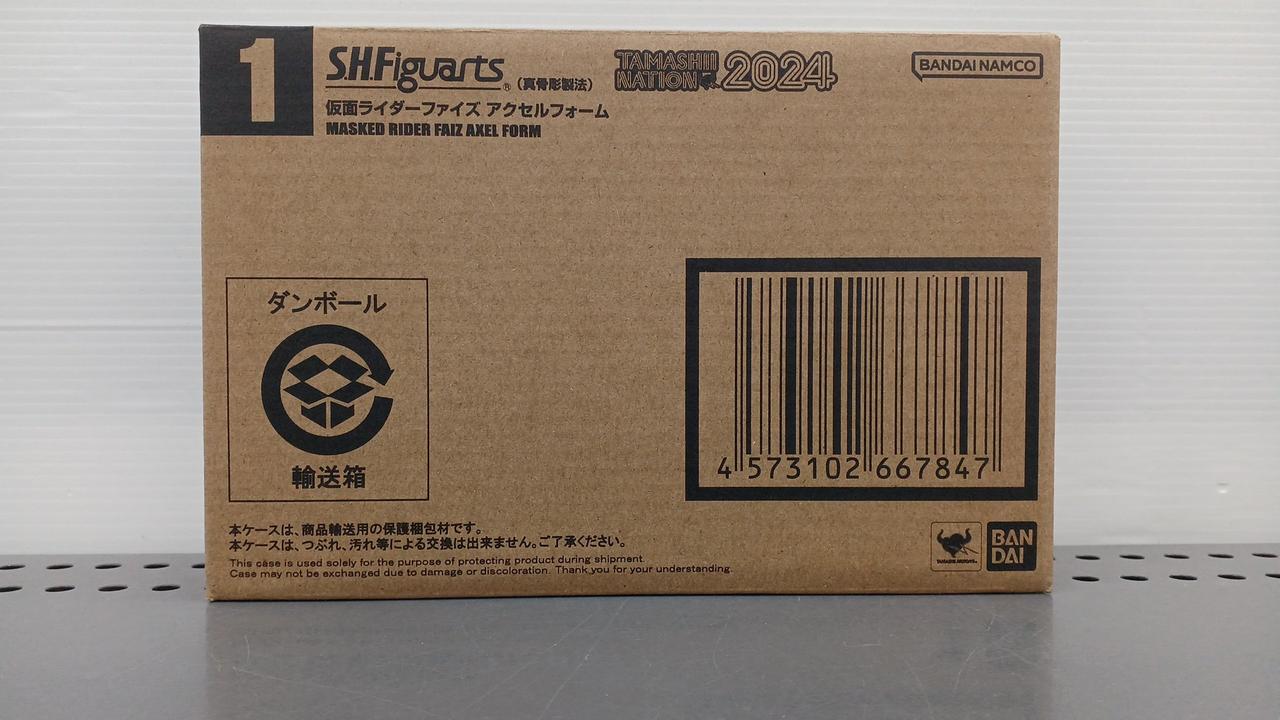 1
S.H.Figuarts® (真骨彫製法)
TAMASHII NATION 2024
BANDAI NAMCO
仮面ライダーファイズ アクセルフォーム
MASKED RIDER FAIZ AXEL FORM
ダンボール
輸送箱
4 573102 667847
本ケースは、商品輸送用の保護梱包材です。
本ケースは、つぶれ、汚れ等による交換は出来ません。ご了承ください。
This case is used solely for the purpose of protecting product during shipment.
Case may not be exchanged due to damage or discoloration. Thank you for your understanding.
TAMASHII NATIONS
BAN
DAI